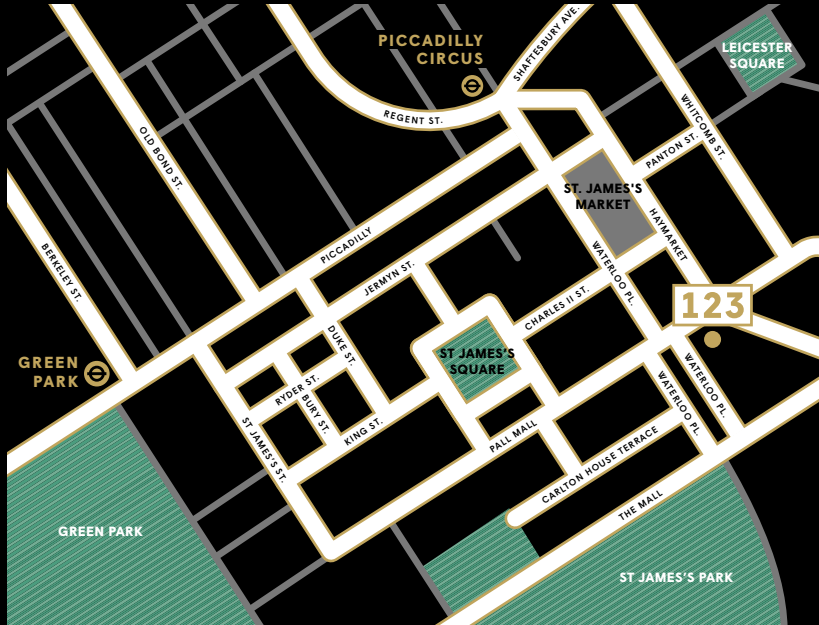 PICCADILLY
CIRCUS
SHAFTESBURY AVE.
LEICESTER
SQUARE
REGENT ST.
WHITCOMB ST.
OLD BOND ST.
PANTON ST.
ST. JAMES'S
MARKET
HAYMARKET
PICCADILLY
BERKELEY ST.
JERMYN ST.
WATERLOO PL.
CHARLES II ST.
123
DUKE ST.
ST JAMES'S
SQUARE
GREEN
PARK
RYDER ST.
BURY ST.
WATERLOO PL.
WATERLOO PL.
KING ST.
ST JAMES'S ST.
PALL MALL
CARLTON HOUSE TERRACE
THE MALL
GREEN PARK
ST JAMES'S PARK